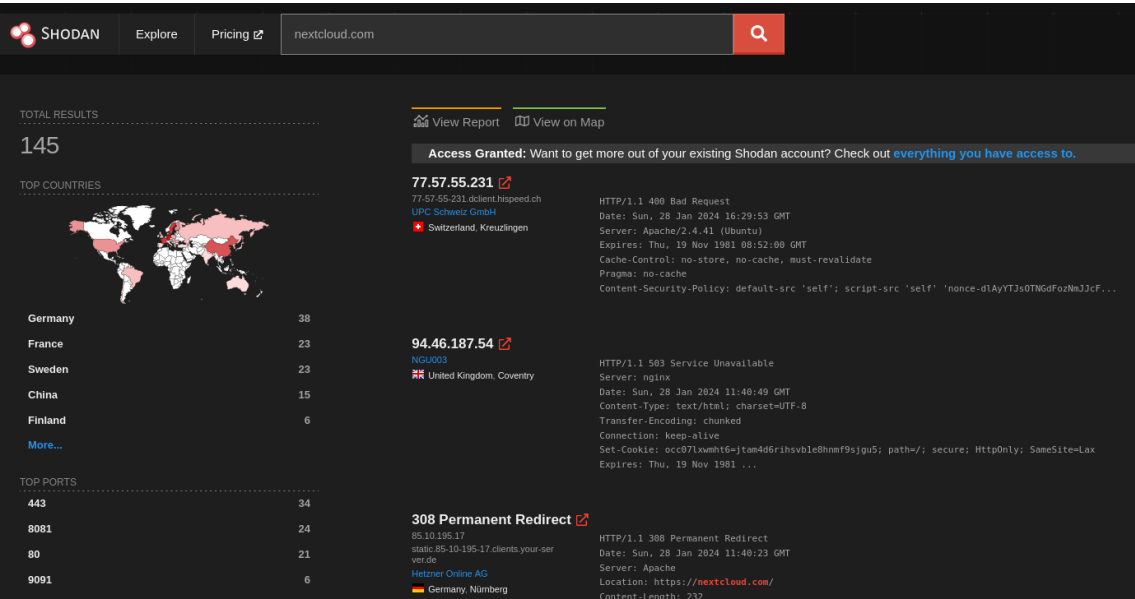 SHODAN
Explore
Pricing
nextcloud.com
TOTAL RESULTS
145
TOP COUNTRIES
Germany 38
France 23
Sweden 23
China 15
Finland 6
More...
TOP PORTS
443 34
8081 24
80 21
9091 6
View Report
View on Map
Access Granted: Want to get more out of your existing Shodan account? Check out everything you have access to.
77.57.55.231
77-57-55-231.dclient.hispeed.ch
UPC Schweiz GmbH
Switzerland, Kreuzlingen
HTTP/1.1 400 Bad Request
Date: Sun, 28 Jan 2024 16:29:53 GMT
Server: Apache/2.4.41 (Ubuntu)
Expires: Thu, 19 Nov 1981 08:52:00 GMT
Cache-Control: no-store, no-cache, must-revalidate
Pragma: no-cache
Content-Security-Policy: default-src 'self'; script-src 'self' 'nonce-dlAyYTJsOTNGdFozNmJJcF...
94.46.187.54
NGU003
United Kingdom, Coventry
HTTP/1.1 503 Service Unavailable
Server: nginx
Date: Sun, 28 Jan 2024 11:40:49 GMT
Content-Type: text/html; charset=UTF-8
Transfer-Encoding: chunked
Connection: keep-alive
Set-Cookie: occ07lxwmht6=jtam4d6rihsvb1e8hnmf9sjgu5; path=/; secure; HttpOnly; SameSite=Lax
Expires: Thu, 19 Nov 1981 ...
308 Permanent Redirect
85.10.195.17
static.85-10-195-17.clients.your-ser
ver.de
Hetzner Online AG
Germany, Nürnberg
HTTP/1.1 308 Permanent Redirect
Date: Sun, 28 Jan 2024 11:40:23 GMT
Server: Apache
Location: https://nextcloud.com/
Content-Length: 232